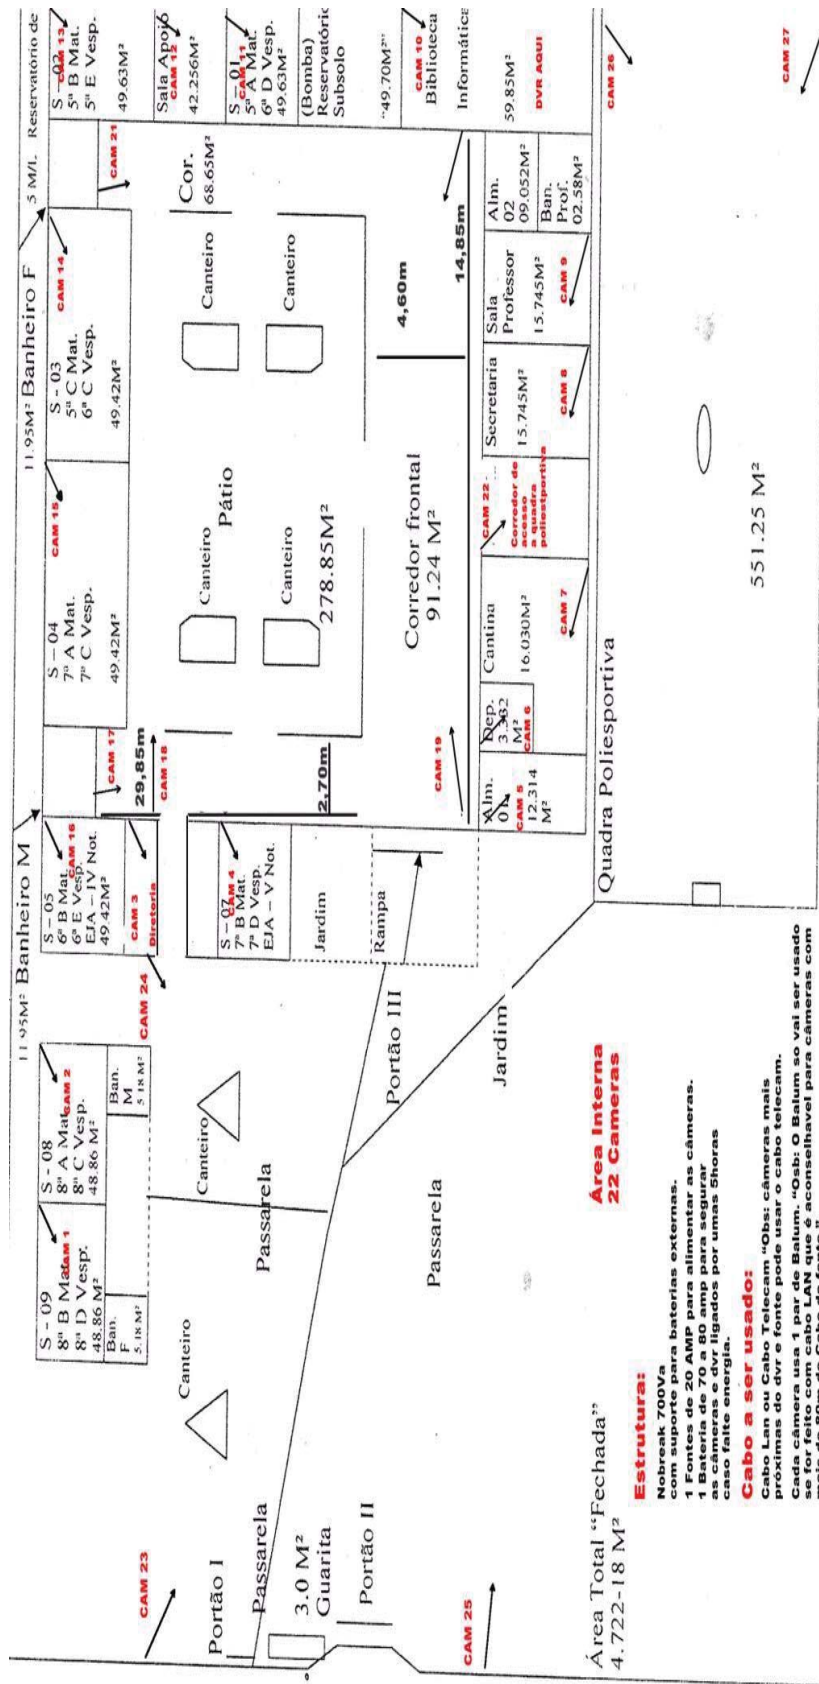 11.95M² Banheiro M
11.95M² Banheiro F
5 M/L
Reservatório de
S - 09
8ª B Mat.
8ª D Vesp.
48.86 M²
CAM 1
Ban.
F
5.18 M²
S - 08
8ª A Mat.
8ª C Vesp.
48.86 M²
CAM 2
Ban.
M
5.18 M²
S - 05
6ª B Mat.
6ª E Vesp.
EJA – IV Not.
49.42M²
CAM 16
CAM 3
Diretoria
CAM 24
CAM 17
29,85m
CAM 18
S – 04
7ª A Mat.
7ª C Vesp.
49.42M²
CAM 15
S - 03
5ª C Mat.
6ª C Vesp.
49.42M²
CAM 14
CAM 21
S – 02
CAM 13
5ª B Mat.
5ª E Vesp.
49.63M²
Sala Apoio
CAM 12
42.256M²
S – 01
CAM 11
5ª A Mat.
6ª D Vesp.
49.63M²
(Bomba)
Reservatório
Subsolo
"49.70M²"
CAM 10
Biblioteca
Informática
59.85M²
DVR AQUI
CAM 26
CAM 27
Cor.
68.65M²
Canteiro
Canteiro
Pátio
Canteiro
Canteiro
278.85M²
2,70m
4,60m
14,85m
Corredor frontal
91.24 M²
CAM 19
S – 07
CAM 4
7ª B Mat.
7ª D Vesp.
EJA – V Not.
Jardim
Rampa
Alm.
01
CAM 5
12.314
M²
Dep.
3.332
M²
CAM 6
Cantina
16.030M²
CAM 7
CAM 22 -
...
Corredor de
acesso
a quadra
poliestportiva
Secretaria
15.745M²
CAM 8
Sala
Professor
15.745M²
CAM 9
Alm.
02
09.052M²
Ban.
Prof.
02.58M²
Quadra Poliesportiva
551.25 M²
Canteiro
Canteiro
CAM 23
Portão I
Passarela
Passarela
3.0 M²
Guarita
Portão II
Portão III
Jardim
Passarela
CAM 25
Área Total “Fechada”
4.722-18 M²
Área Interna
22 Cameras
Estrutura:
Nobreak 700Va
com suporte para baterias externas.
1 Fontes de 20 AMP para alimentar as câmeras.
1 Bateria de 70 a 80 amp para segurar
as câmeras e dvr ligados por umas 5horas
caso falte energia.
Cabo a ser usado:
Cabo Lan ou Cabo Telecam “Obs: câmeras mais
próximas do dvr e fonte pode usar o cabo telecam.
Cada câmera usa 1 par de Balum. “Osb: O Balum so vai ser usado
se for feito com cabo LAN que é aconselhavel para câmeras com
mais de 80m de Cabo da fonte.”